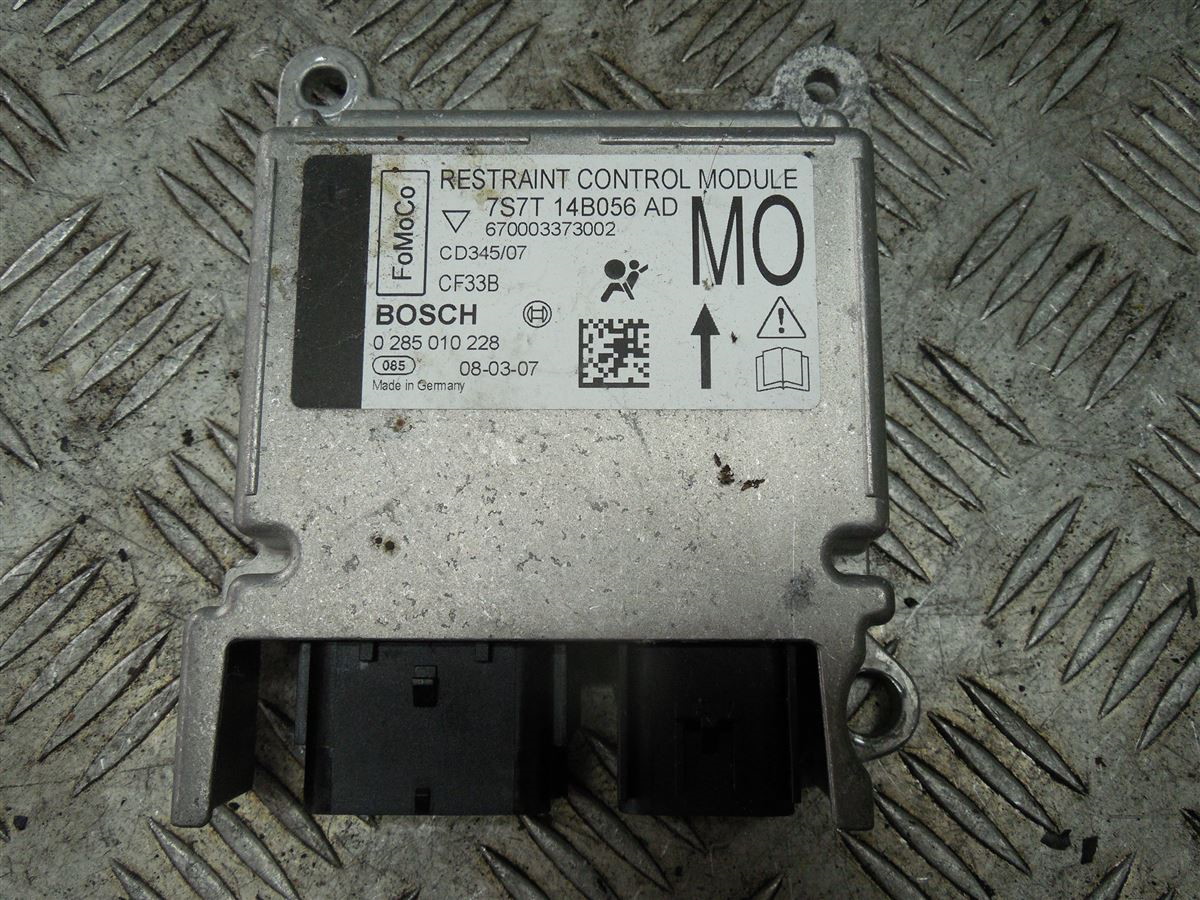 FoMoCo
RESTRAINT CONTROL MODULE
7S7T 14B056 AD
670003373002
CD345/07
CF33B
MO
BOSCH
0 285 010 228
085
08-03-07
Made in Germany